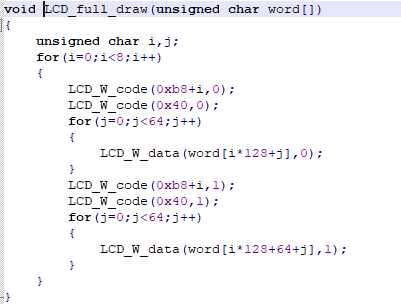 void LCD_full_draw(unsigned char word[])
{
    unsigned char i,j;
    for(i=0;i<8;i++)
    {
        LCD_W_code(0xb8+i,0);
        LCD_W_code(0x40,0);
        for(j=0;j<64;j++)
        {
            LCD_W_data(word[i*128+j],0);
        }
        LCD_W_code(0xb8+i,1);
        LCD_W_code(0x40,1);
        for(j=0;j<64;j++)
        {
            LCD_W_data(word[i*128+64+j],1);
        }
    }
}